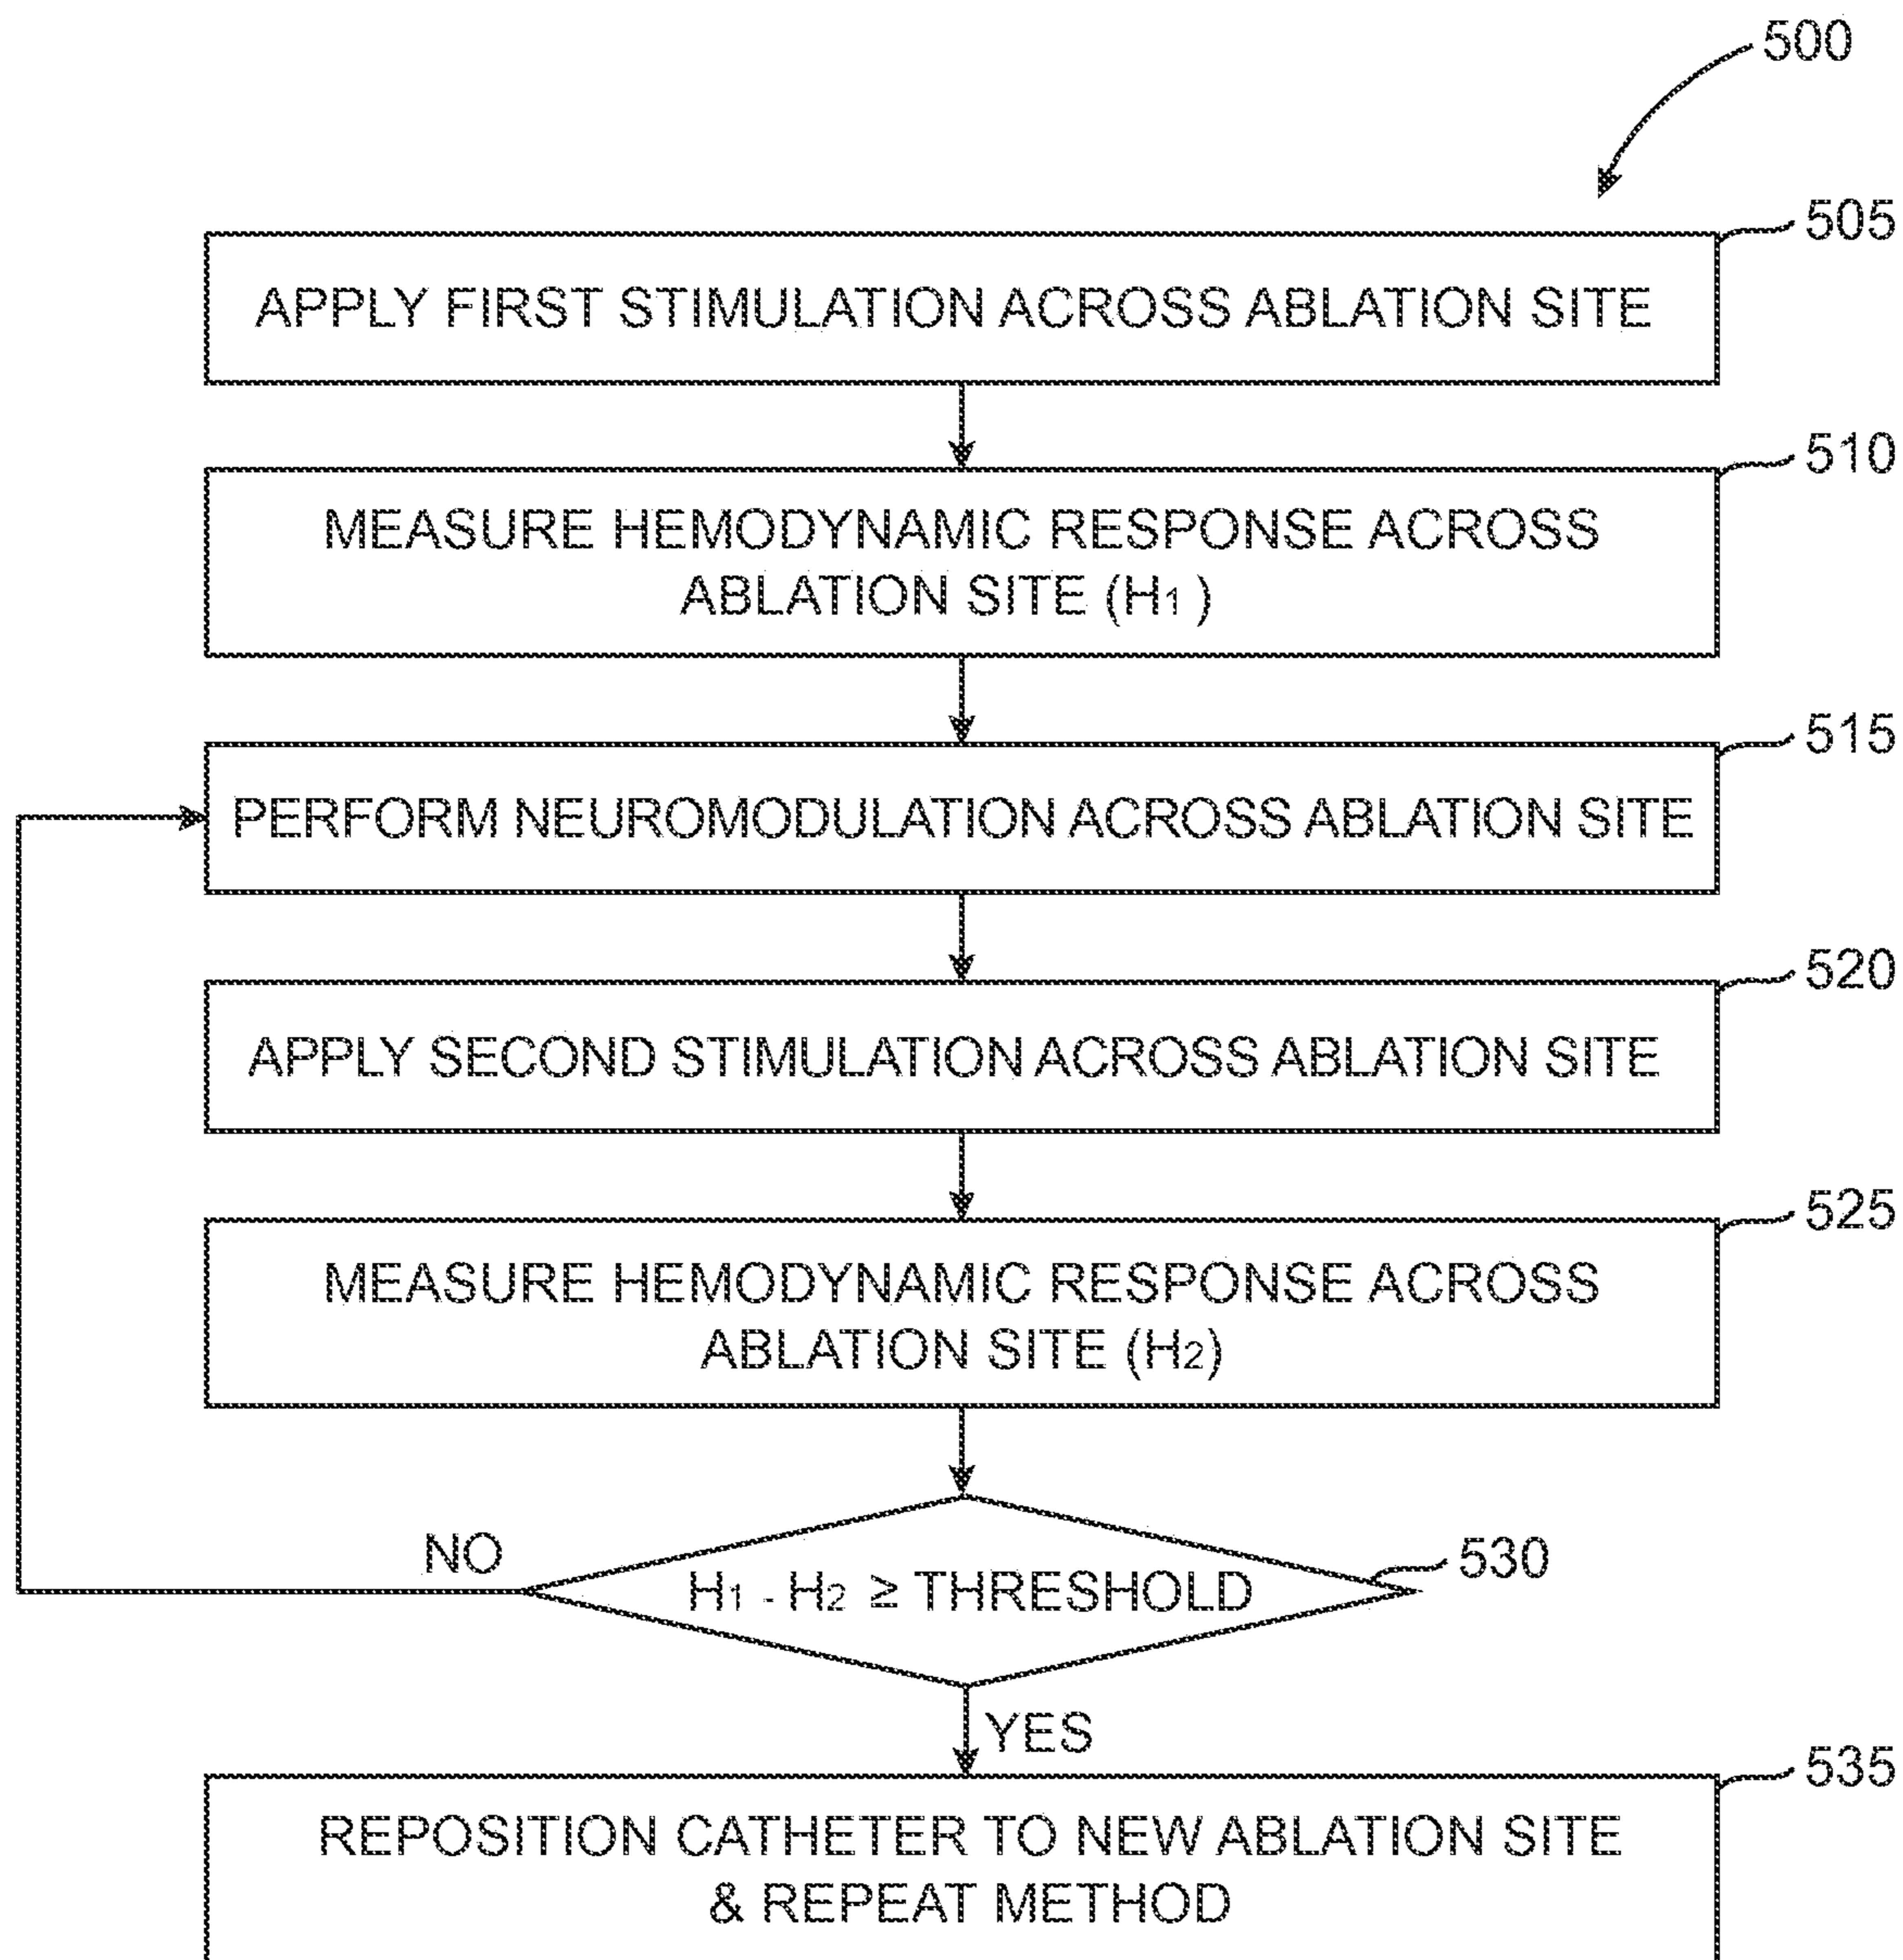 500
505
APPLY FIRST STIMULATION ACROSS ABLATION SITE
510
MEASURE HEMODYNAMIC RESPONSE ACROSS
ABLATION SITE (H₁ )
515
PERFORM NEUROMODULATION ACROSS ABLATION SITE
520
APPLY SECOND STIMULATION ACROSS ABLATION SITE
525
MEASURE HEMODYNAMIC RESPONSE ACROSS
ABLATION SITE (H₂)
NO
530
H₁ - H₂ ≥ THRESHOLD
YES
535
REPOSITION CATHETER TO NEW ABLATION SITE
& REPEAT METHOD